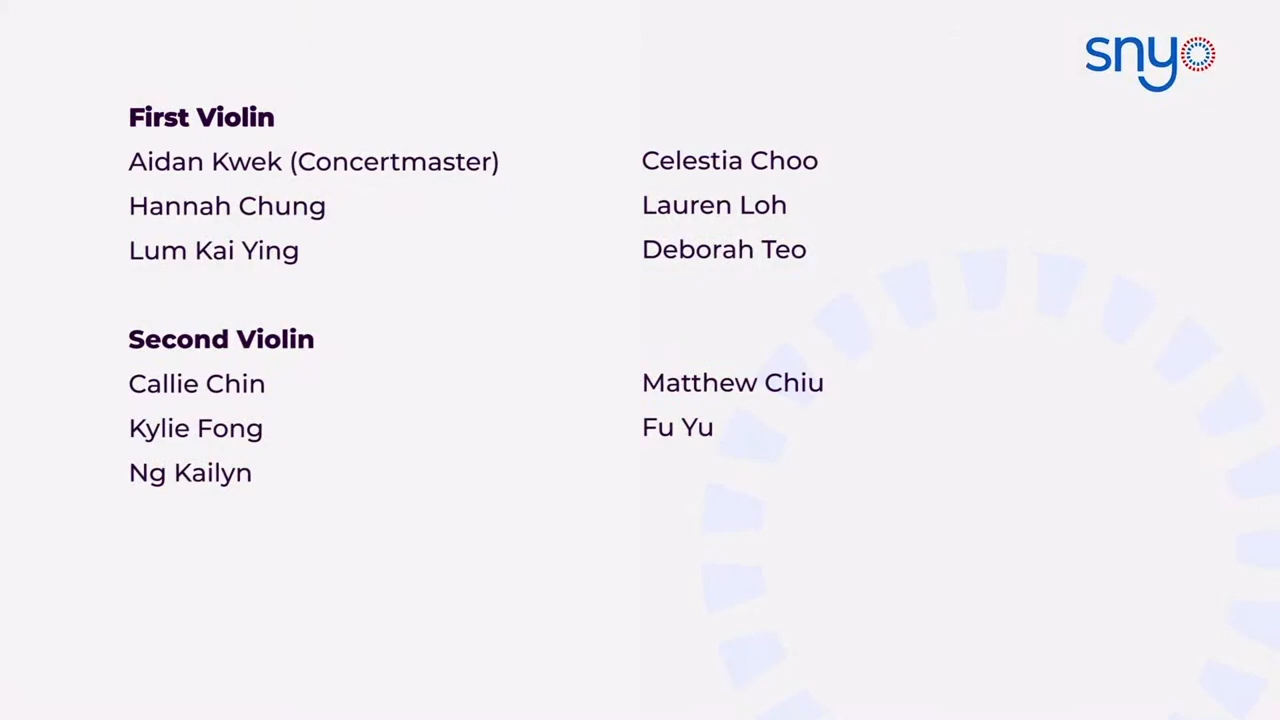 snyo
First Violin
Aidan Kwek (Concertmaster)
Hannah Chung
Lum Kai Ying
Celestia Choo
Lauren Loh
Deborah Teo
Second Violin
Callie Chin
Kylie Fong
Ng Kailyn
Matthew Chiu
Fu Yu